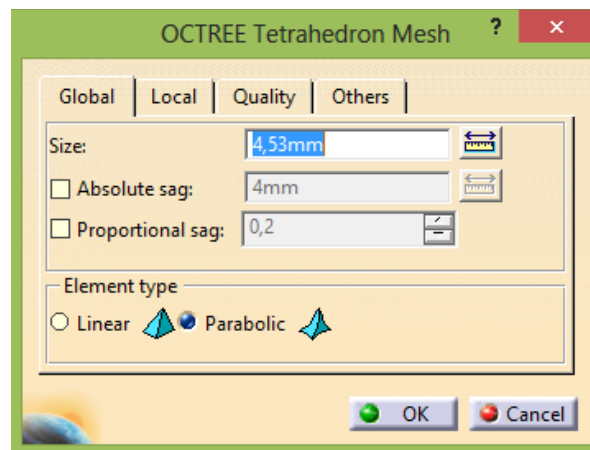 OCTREE Tetrahedron Mesh ? ×
Global Local Quality Others
Size: 4,53mm
Absolute sag: 4mm
Proportional sag: 0,2
Element type
Linear Parabolic
OK Cancel